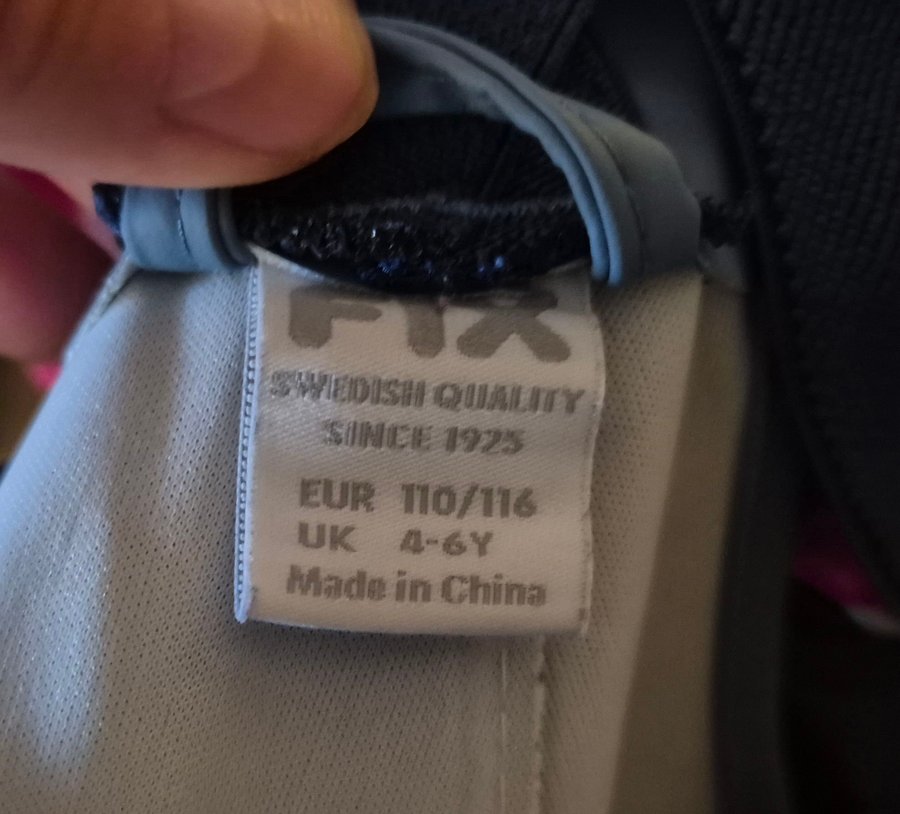 FIX
SWEDISH QUALITY
SINCE 1925
EUR 110/116
UK 4-6Y
Made in China